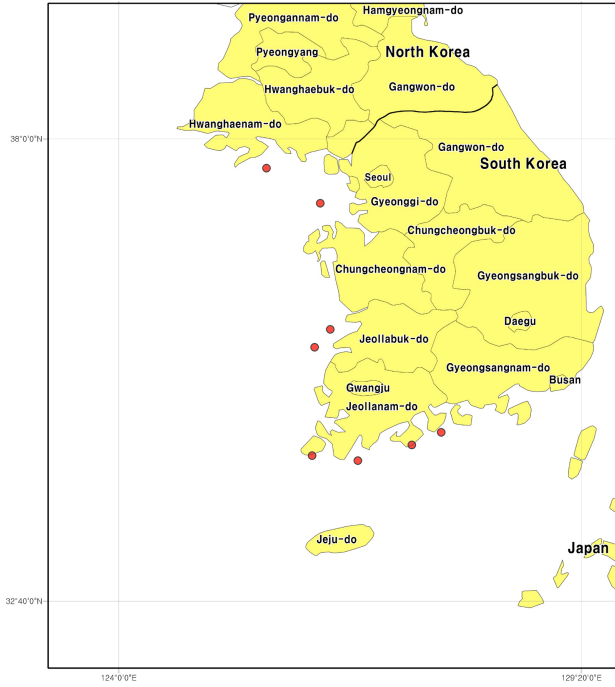 Hamgyeongnam-do
Pyeongannam-do
Pyeongyang
North Korea
Hwanghaebuk-do
Gangwon-do
Hwanghaenam-do
38°0'0"N
Gangwon-do
South Korea
Seoul
Gyeonggi-do
Chungcheongbuk-do
Chungcheongnam-do
Gyeongsangbuk-do
Daegu
Jeollabuk-do
Gyeongsangnam-do
Busan
Gwangju
Jeollanam-do
Jeju-do
Japan
32°40'0"N
124°0'0"E
129°20'0"E